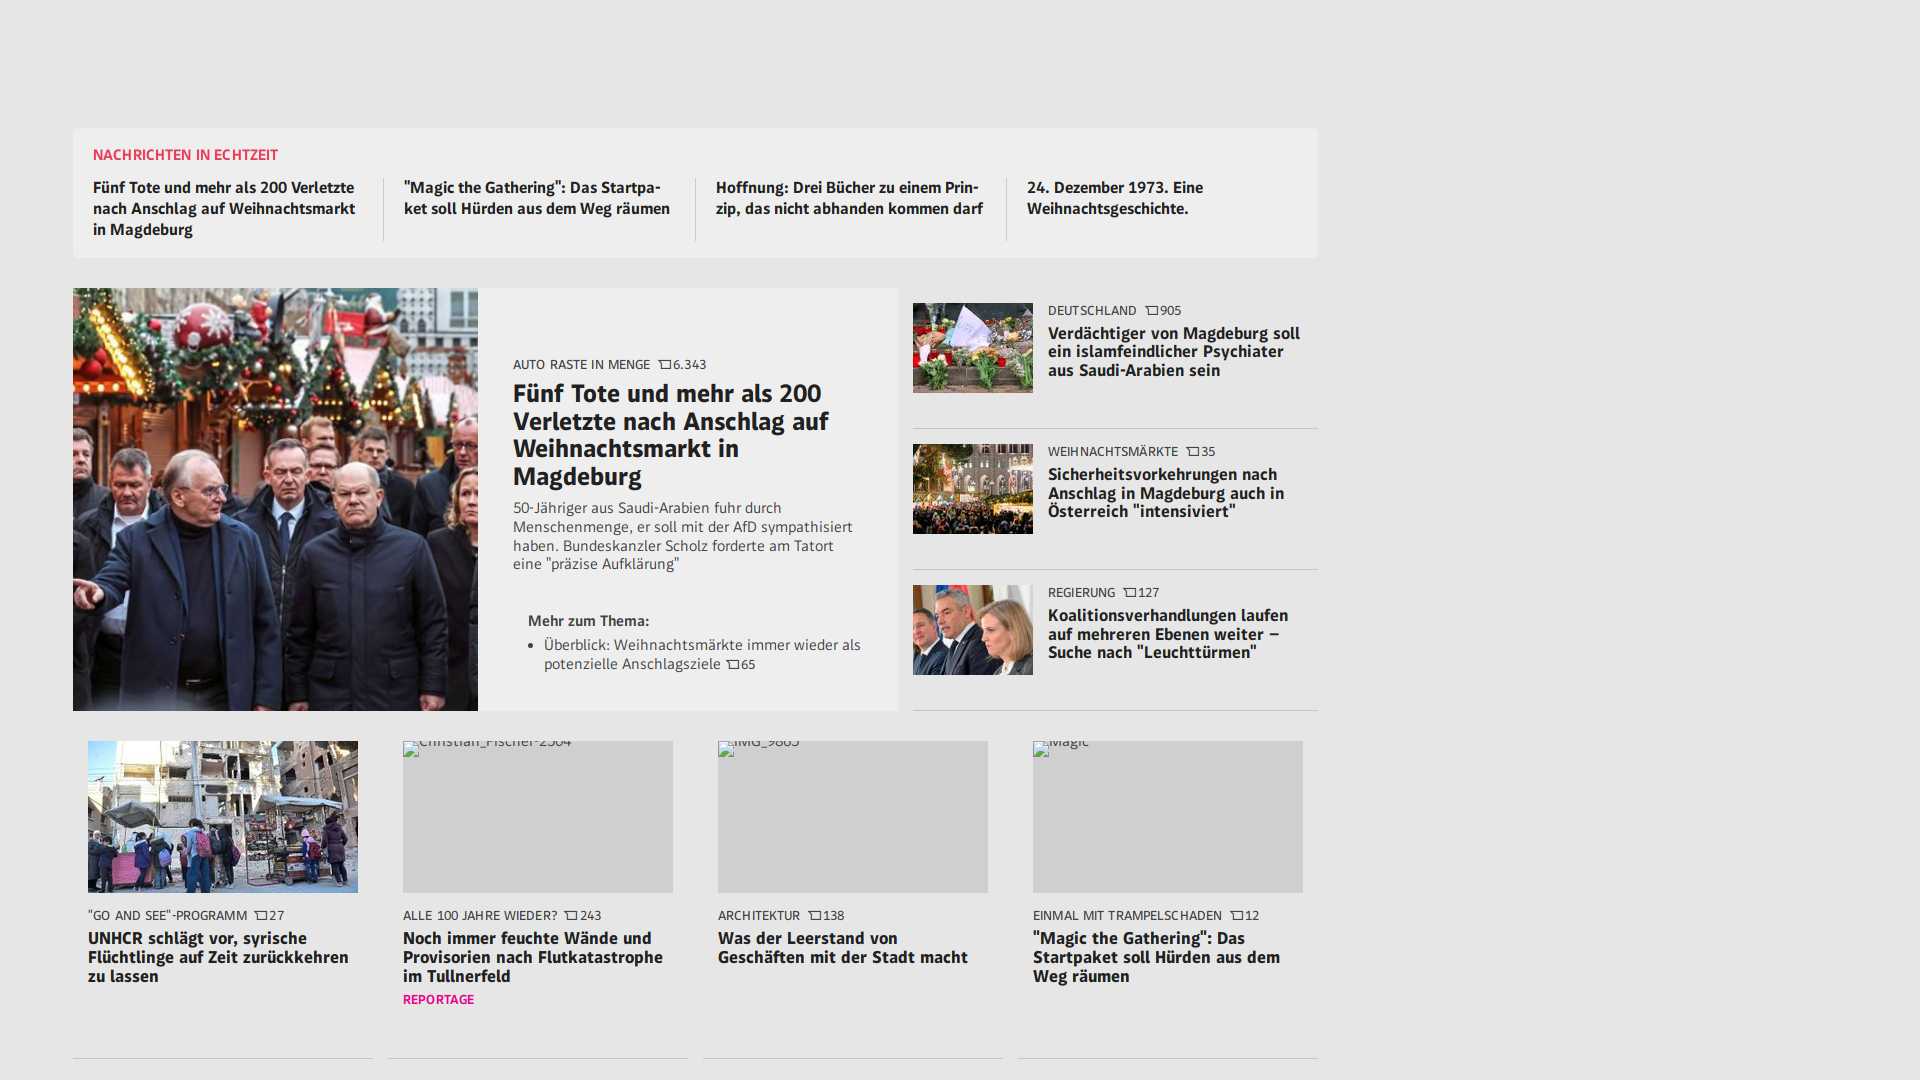 NACHRICHTEN IN ECHTZEIT
Fünf Tote und mehr als 200 Verletzte
nach Anschlag auf Weihnachtsmarkt
in Magdeburg
"Magic the Gathering": Das Startpa-
ket soll Hürden aus dem Weg räumen
Hoffnung: Drei Bücher zu einem Prin-
zip, das nicht abhanden kommen darf
24. Dezember 1973. Eine
Weihnachtsgeschichte.
AUTO RASTE IN MENGE 6.343
Fünf Tote und mehr als 200
Verletzte nach Anschlag auf
Weihnachtsmarkt in
Magdeburg
50-Jähriger aus Saudi-Arabien fuhr durch
Menschenmenge, er soll mit der AfD sympathisiert
haben. Bundeskanzler Scholz forderte am Tatort
eine "präzise Aufklärung"
Mehr zum Thema:
• Überblick: Weihnachtsmärkte immer wieder als
potenzielle Anschlagsziele 65
DEUTSCHLAND 905
Verdächtiger von Magdeburg soll
ein islamfeindlicher Psychiater
aus Saudi-Arabien sein
WEIHNACHTSMÄRKTE 35
Sicherheitsvorkehrungen nach
Anschlag in Magdeburg auch in
Österreich "intensiviert"
REGIERUNG 127
Koalitionsverhandlungen laufen
auf mehreren Ebenen weiter –
Suche nach "Leuchttürmen"
"GO AND SEE"-PROGRAMM 27
UNHCR schlägt vor, syrische
Flüchtlinge auf Zeit zurückkehren
zu lassen
Christian_Fischer-2504
ALLE 100 JAHRE WIEDER? 243
Noch immer feuchte Wände und
Provisorien nach Flutkatastrophe
im Tullnerfeld
REPORTAGE
IMG_9865
ARCHITEKTUR 138
Was der Leerstand von
Geschäften mit der Stadt macht
Magic
EINMAL MIT TRAMPELSCHADEN 12
"Magic the Gathering": Das
Startpaket soll Hürden aus dem
Weg räumen